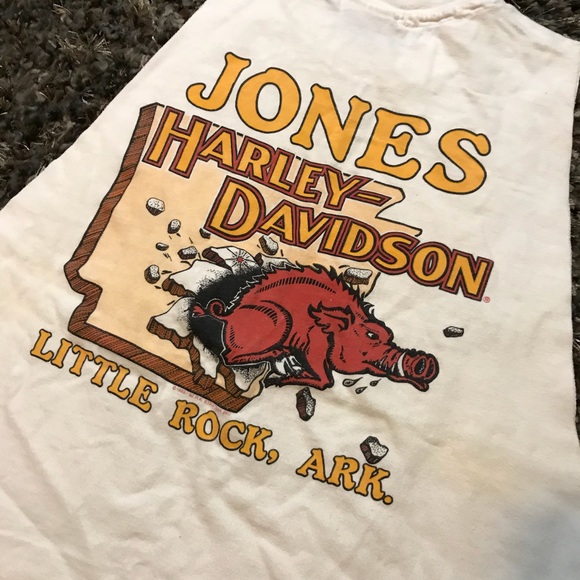 JONES
HARLEY-
DAVIDSON®
LITTLE ROCK, ARK.